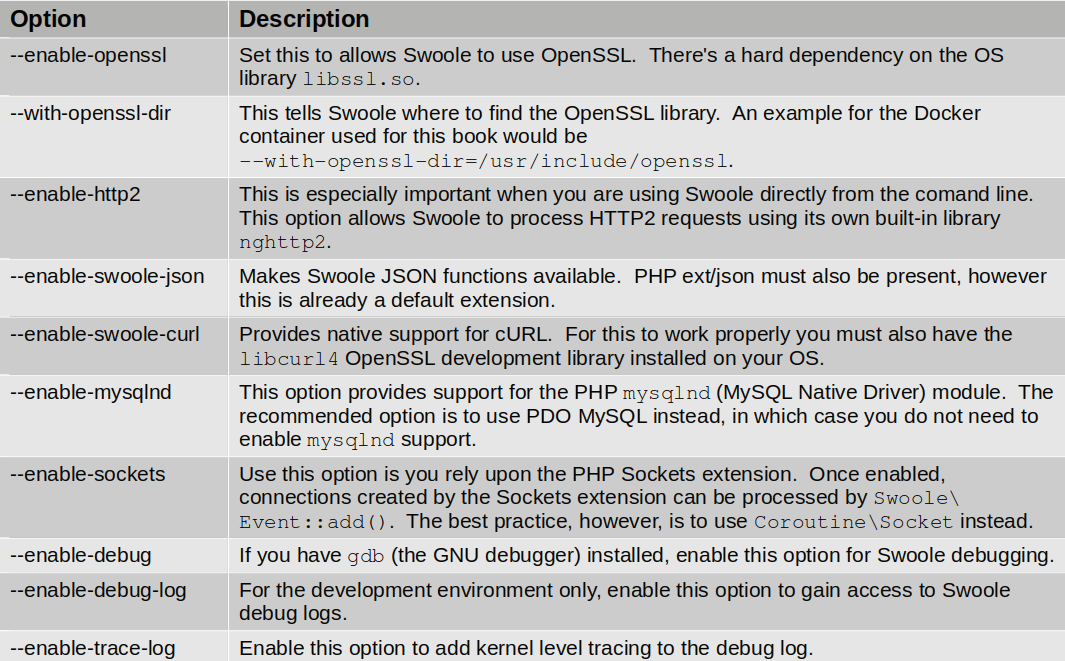 Option Description
--enable-openssl Set this to allows Swoole to use OpenSSL.  There's a hard dependency on the OS
library libssl.so.
--with-openssl-dir This tells Swoole where to find the OpenSSL library.  An example for the Docker
container used for this book would be
--with-openssl-dir=/usr/include/openssl.
--enable-http2 This is especially important when you are using Swoole directly from the comand line.
This option allows Swoole to process HTTP2 requests using its own built-in library
nghttp2.
--enable-swoole-json Makes Swoole JSON functions available.  PHP ext/json must also be present, however
this is already a default extension.
--enable-swoole-curl Provides native support for cURL.  For this to work properly you must also have the
libcurl4 OpenSSL development library installed on your OS.
--enable-mysqlnd This option provides support for the PHP mysqlnd (MySQL Native Driver) module.  The
recommended option is to use PDO MySQL instead, in which case you do not need to
enable mysqlnd support.
--enable-sockets Use this option is you rely upon the PHP Sockets extension.  Once enabled,
connections created by the Sockets extension can be processed by Swoole\
Event::add().  The best practice, however, is to use Coroutine\Socket instead.
--enable-debug If you have gdb (the GNU debugger) installed, enable this option for Swoole debugging.
--enable-debug-log For the development environment only, enable this option to gain access to Swoole
debug logs.
--enable-trace-log Enable this option to add kernel level tracing to the debug log.